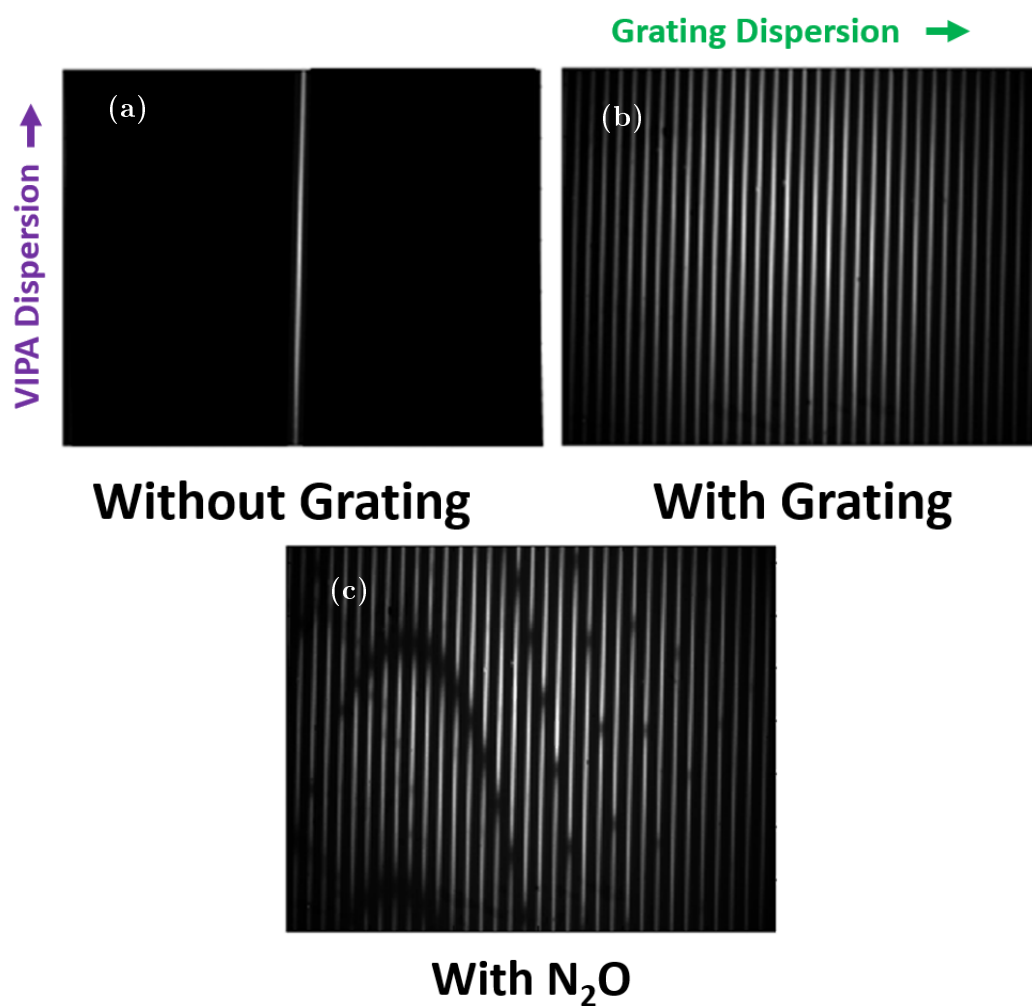 Grating Dispersion
VIPA Dispersion
(a)
(b)
Without Grating
With Grating
(c)
With N₂O